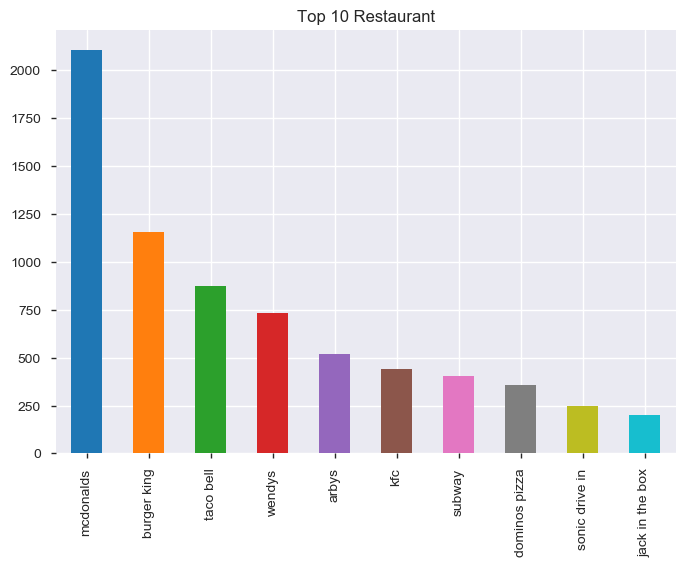 Top 10 Restaurant
2000
1750
1500
1250
1000
750
500
250
0
mcdonalds
burger king
taco bell
wendys
arbys
kfc
subway
dominos pizza
sonic drive in
jack in the box